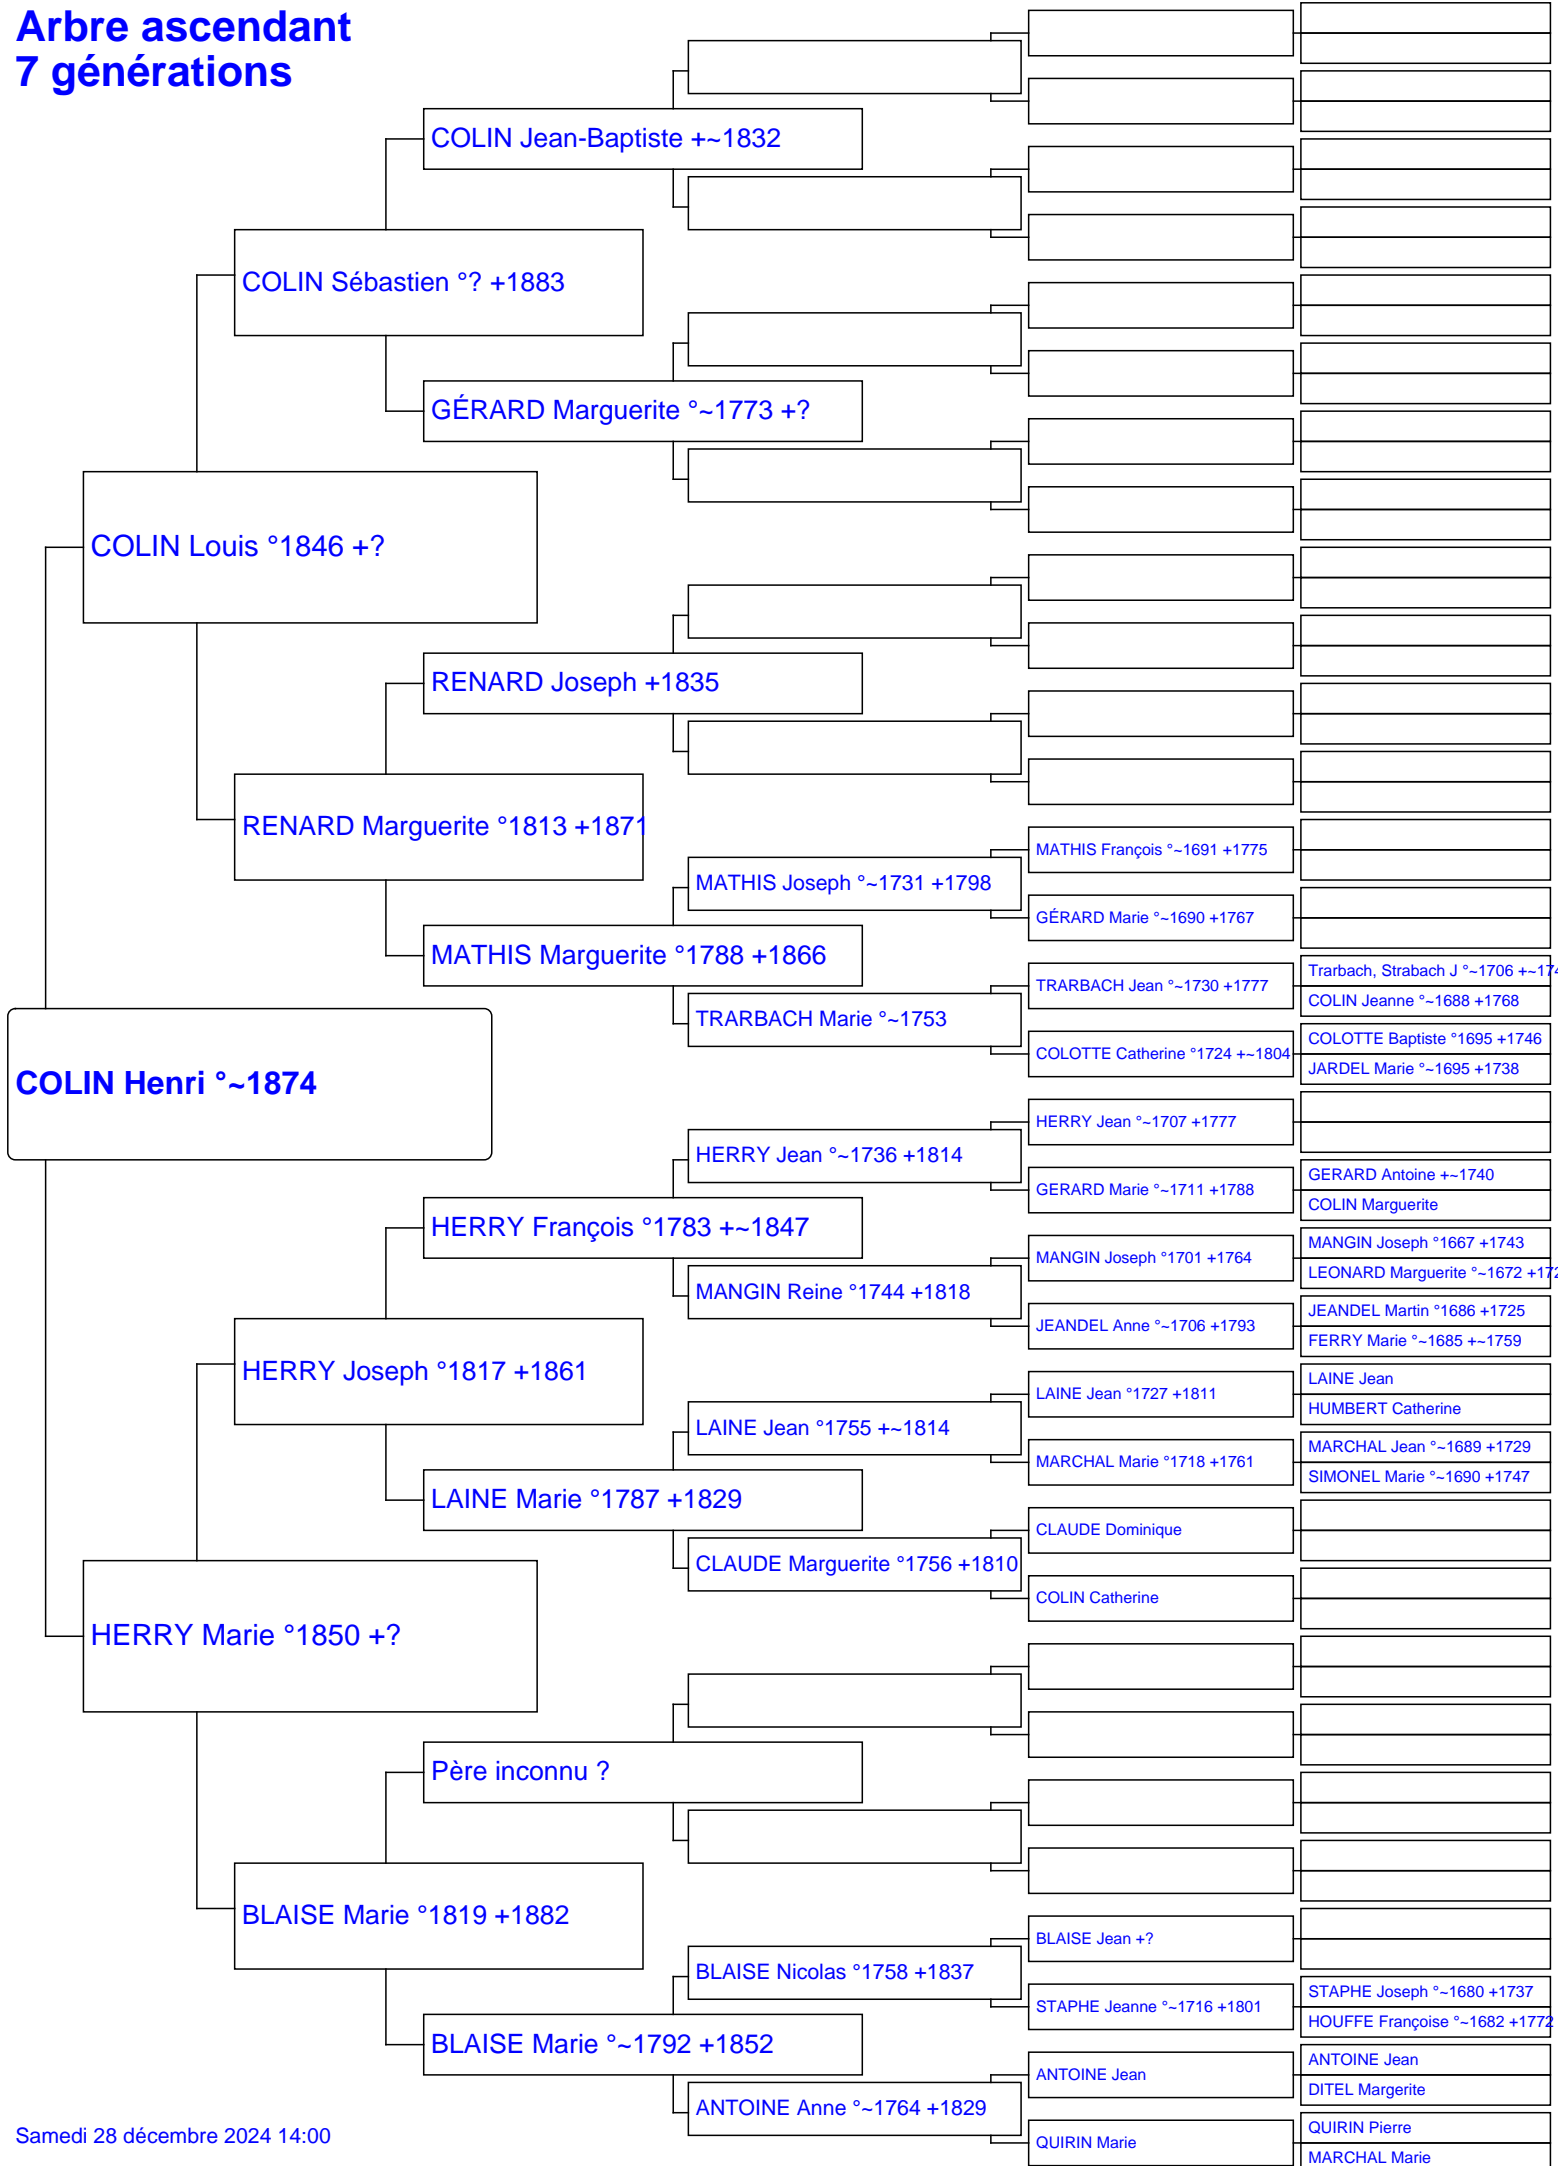 Arbre ascendant
7 générations
COLIN Jean-Baptiste +~1832
COLIN Sébastien °? +1883
GÉRARD Marguerite °~1773 +?
COLIN Louis °1846 +?
RENARD Joseph +1835
RENARD Marguerite °1813 +1871
MATHIS François °~1691 +1775
MATHIS Joseph °~1731 +1798
GÉRARD Marie °~1690 +1767
MATHIS Marguerite °1788 +1866
Trarbach, Strabach J °~1706 +~174
TRARBACH Jean °~1730 +1777
COLIN Jeanne °~1688 +1768
TRARBACH Marie °~1753
COLOTTE Baptiste °1695 +1746
COLOTTE Catherine °1724 +~1804
JARDEL Marie °~1695 +1738
COLIN Henri °~1874
HERRY Jean °~1707 +1777
HERRY Jean °~1736 +1814
GERARD Antoine +~1740
GERARD Marie °~1711 +1788
COLIN Marguerite
HERRY François °1783 +~1847
MANGIN Joseph °1667 +1743
MANGIN Joseph °1701 +1764
LEONARD Marguerite °~1672 +172
MANGIN Reine °1744 +1818
JEANDEL Martin °1686 +1725
JEANDEL Anne °~1706 +1793
FERRY Marie °~1685 +~1759
HERRY Joseph °1817 +1861
LAINE Jean
LAINE Jean °1727 +1811
HUMBERT Catherine
LAINE Jean °1755 +~1814
MARCHAL Jean °~1689 +1729
MARCHAL Marie °1718 +1761
SIMONEL Marie °~1690 +1747
LAINE Marie °1787 +1829
CLAUDE Dominique
CLAUDE Marguerite °1756 +1810
COLIN Catherine
HERRY Marie °1850 +?
Père inconnu ?
BLAISE Marie °1819 +1882
BLAISE Jean +?
BLAISE Nicolas °1758 +1837
STAPHE Joseph °~1680 +1737
STAPHE Jeanne °~1716 +1801
HOUFFE Françoise °~1682 +1772
BLAISE Marie °~1792 +1852
ANTOINE Jean
ANTOINE Jean
DITEL Margerite
ANTOINE Anne °~1764 +1829
QUIRIN Pierre
QUIRIN Marie
MARCHAL Marie
Samedi 28 décembre 2024 14:00